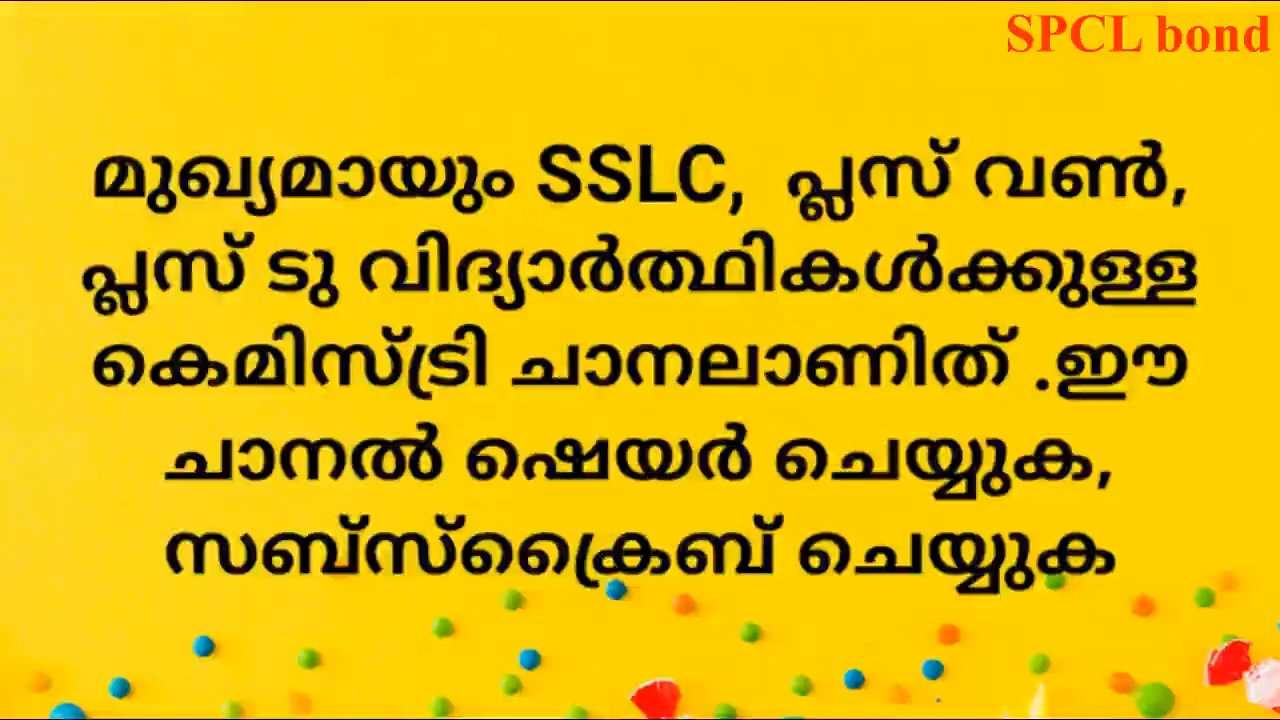 SPCL bond
മുഖ്യമായും SSLC, പ്ലസ് വൺ,
പ്ലസ് ടു വിദ്യാർത്ഥികൾക്കുള്ള
കെമിസ്ട്രി ചാനലാണിത് .ഈ
ചാനൽ ഷെയർ ചെയ്യുക,
സബ്സ്ക്രൈബ് ചെയ്യുക